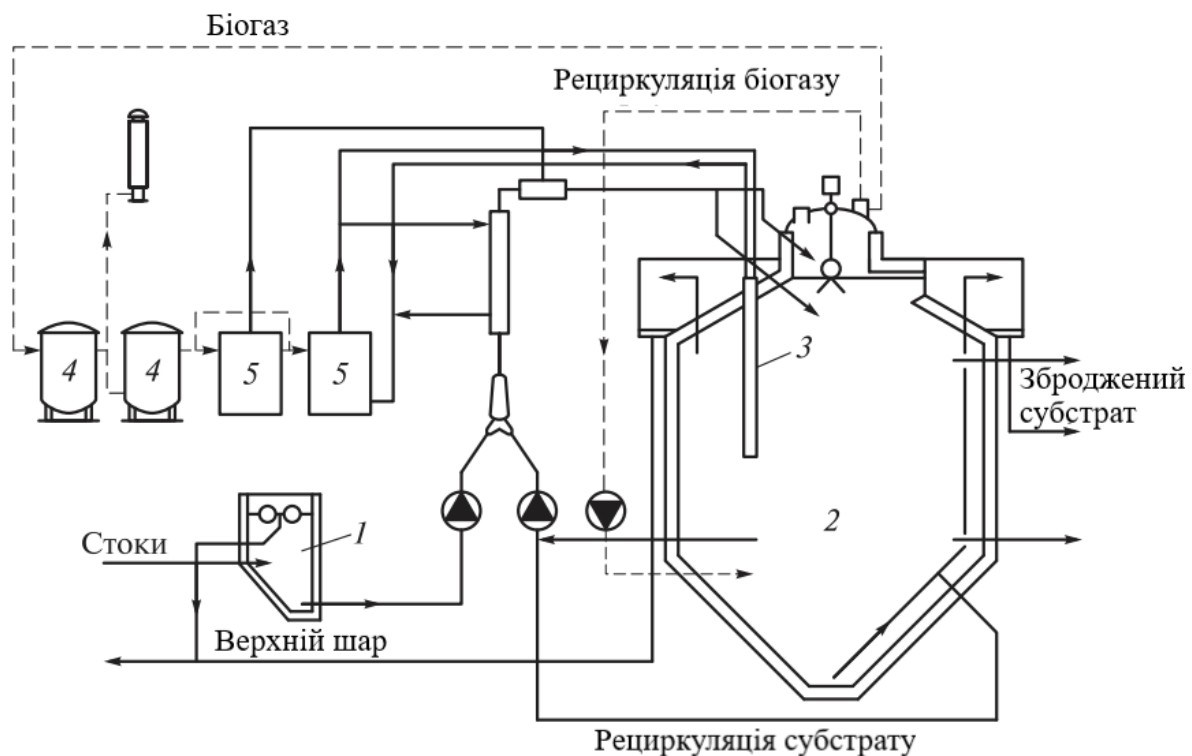 Біогаз
Рециркуляція біогазу
3
4
4
5
5
Зброджений
субстрат
1
2
Стоки
Верхній шар
Рециркуляція субстрату